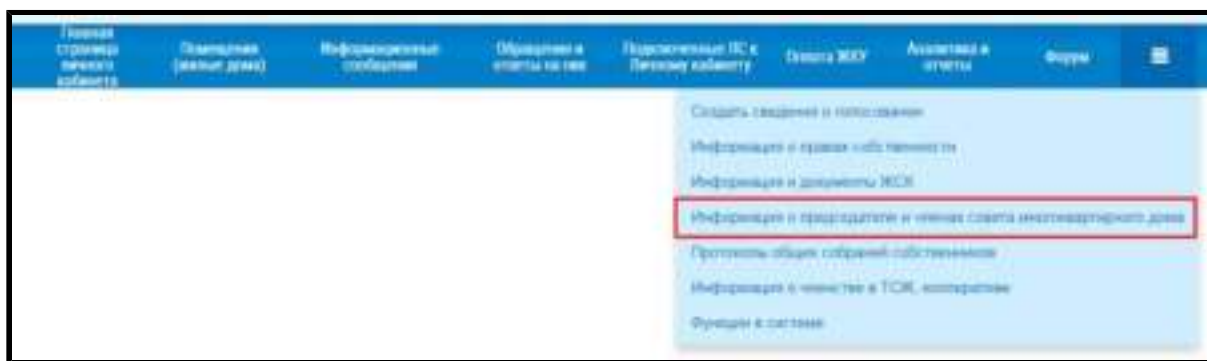 Главная
страница
личного
кабинета
Помещения
(жилые дома)
Информационные
сообщения
Обращения и
ответы на них
Подключенные ЛС к
Личному кабинету
Оплата ЖКУ
Аналитика и
отчеты
Форум
Создать сведения о голосовании
Информация о правах собственности
Информация и документы ЖСК
Информация о председателе и членах совета многоквартирного дома
Протоколы общих собраний собственников
Информация о членстве в ТСЖ, кооперативе
Функции в системе